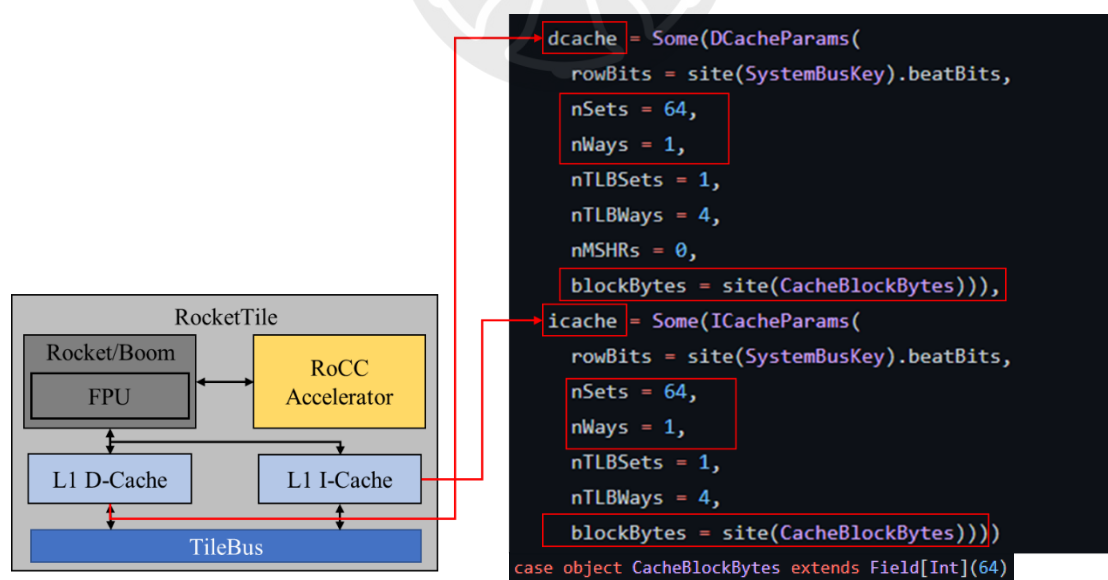 RocketTile
Rocket/Boom
FPU
RoCC
Accelerator
L1 D-Cache
L1 I-Cache
TileBus
dcache = Some(DCacheParams(
rowBits = site(SystemBusKey).beatBits,
nSets = 64,
nWays = 1,
nTLBSets = 1,
nTLBWays = 4,
nMSHRs = 0,
blockBytes = site(CacheBlockBytes))),
icache = Some(ICacheParams(
rowBits = site(SystemBusKey).beatBits,
nSets = 64,
nWays = 1,
nTLBSets = 1,
nTLBWays = 4,
blockBytes = site(CacheBlockBytes))))
case object CacheBlockBytes extends Field[Int](64)